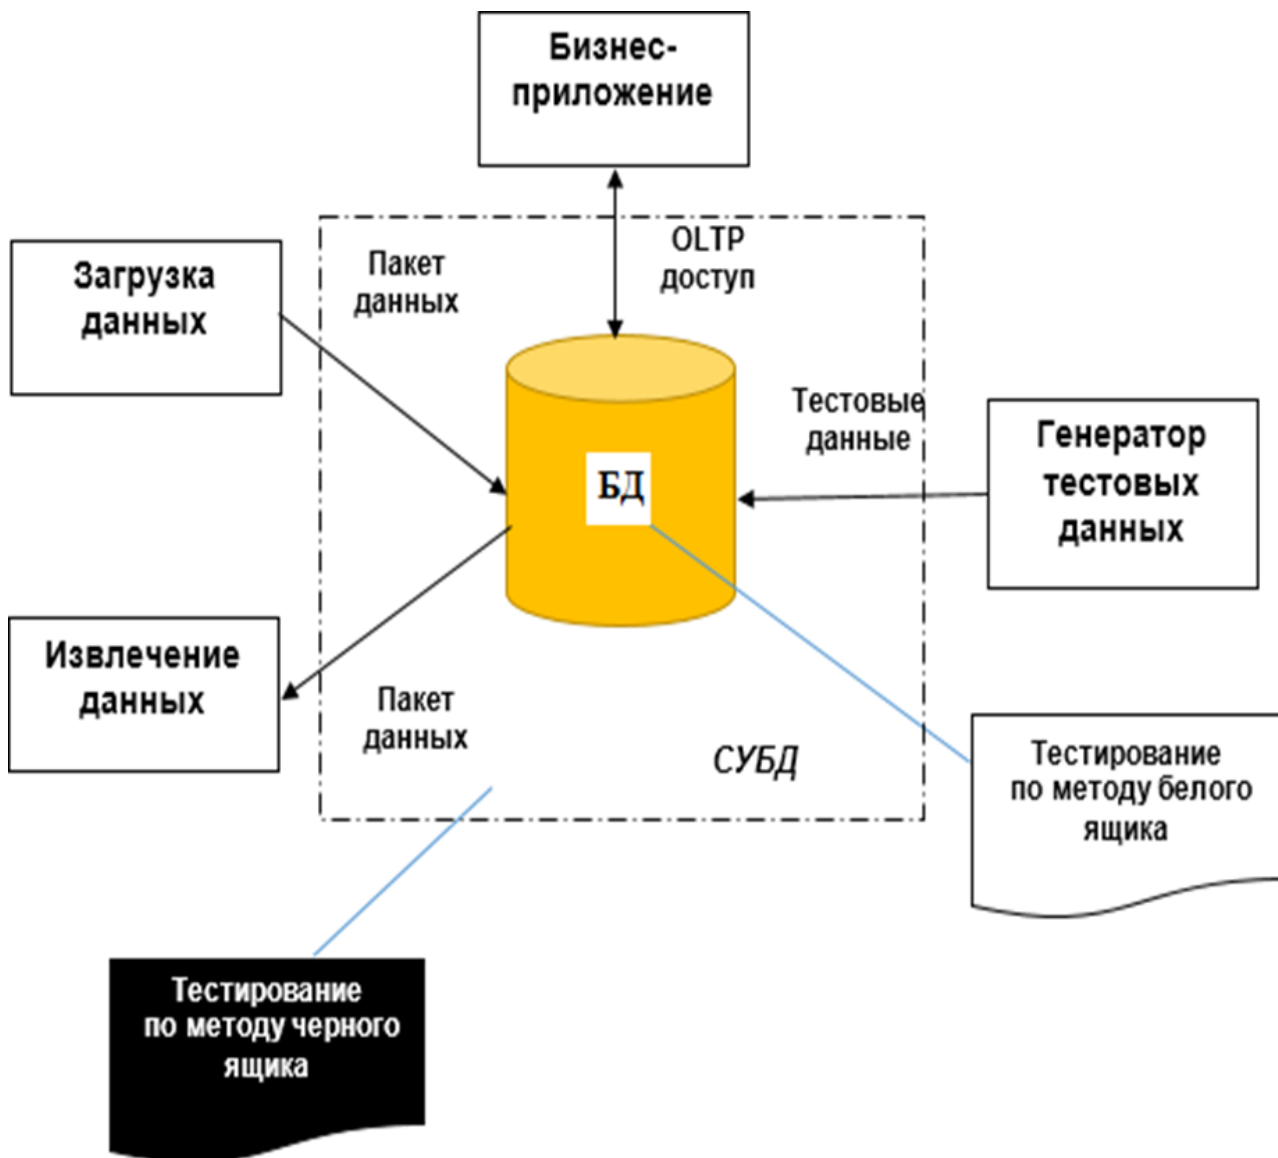 Бизнес-
приложение
OLTP
доступ
Пакет
данных
Загрузка
данных
Тестовые
данные
Генератор
тестовых
данных
БД
Извлечение
данных
Пакет
данных
СУБД
Тестирование
по методу белого
ящика
Тестирование
по методу черного
ящика